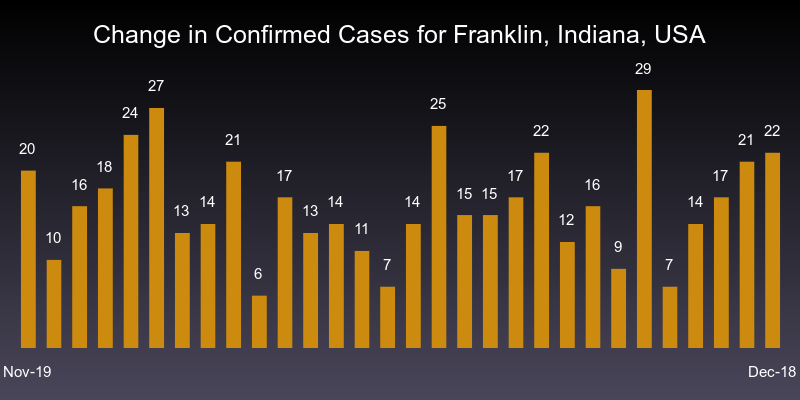 Change in Confirmed Cases for Franklin, Indiana, USA
20 10 16 18 24 27 13 14 21 6 17 13 14 11 7 14 25 15 15 17 22 12 16 9 29 7 14 17 21 22
Nov-19 Dec-18